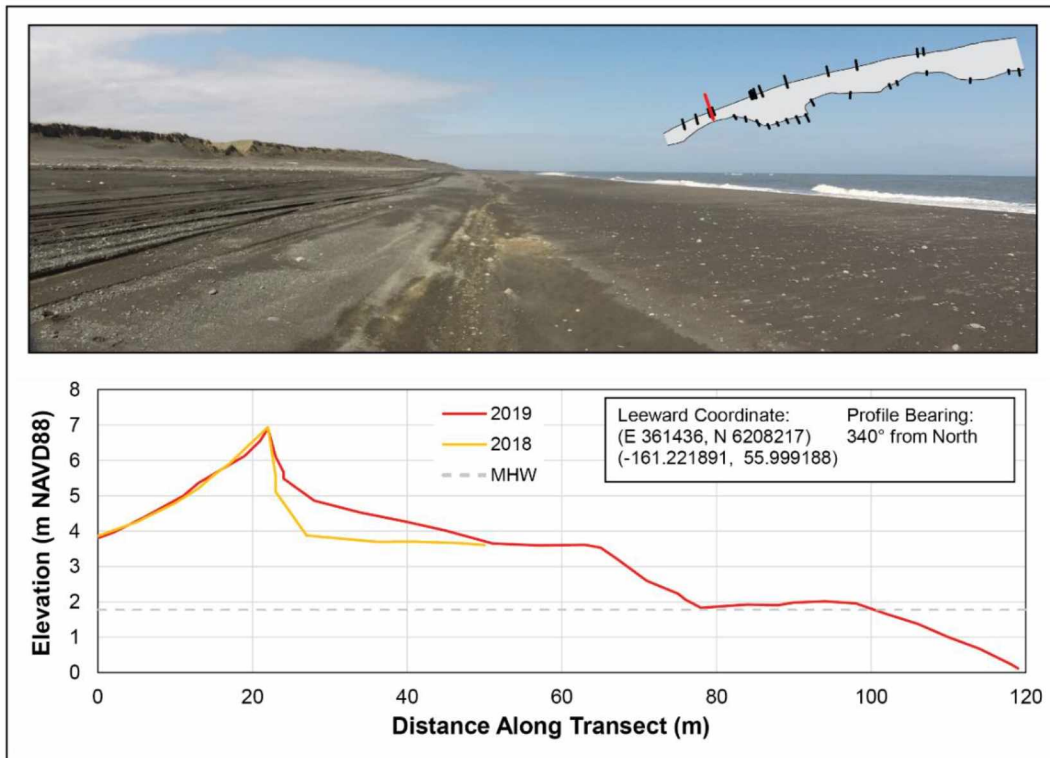 8
7
6
5
4
3
2
1
0
Elevation (m NAVD88)
2019
2018
MHW
Leeward Coordinate:
(E 361436, N 6208217)
(-161.221891, 55.999188)
Profile Bearing:
340° from North
0 20 40 60 80 100 120
Distance Along Transect (m)